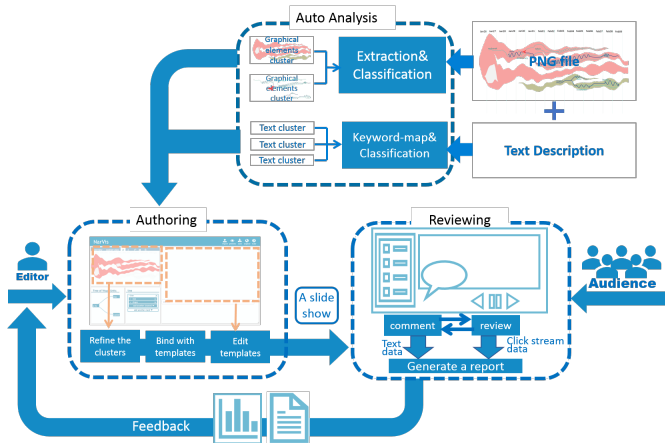 Auto Analysis
Graphical
elements
cluster
Extraction&
Classification
PNG file
Graphical
elements
cluster
+
Text cluster
Text cluster
Text cluster
Keyword-map&
Classification
Text Description
Authoring
Reviewing
NarVis
Editor
Audience
A slide
show
Refine the
clusters
Bind with
templates
Edit
templates
comment
review
Text
data
Click stream
data
Generate a report
Feedback